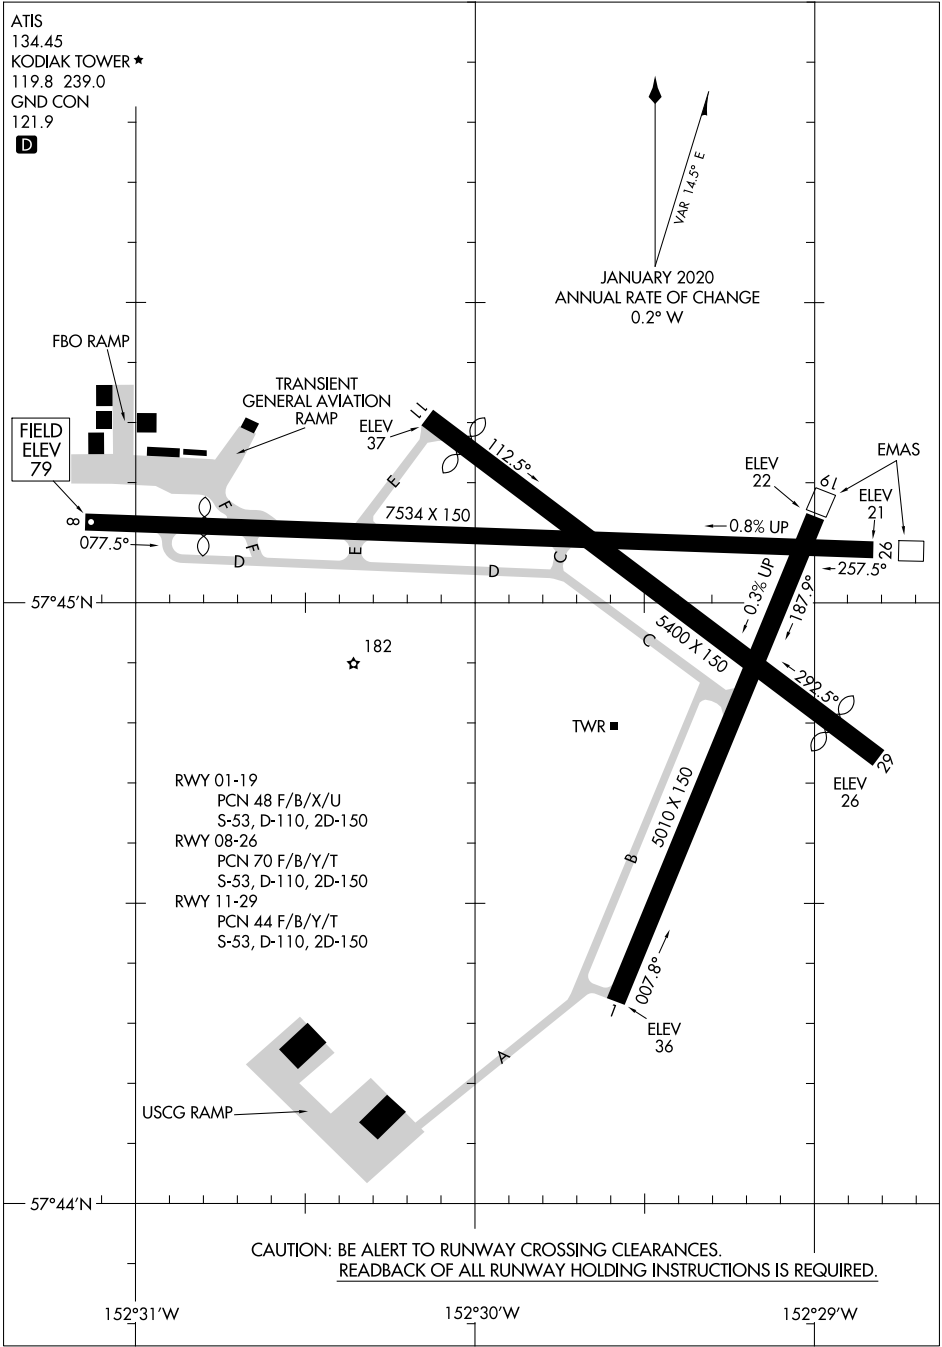 ATIS
134.45
KODIAK TOWER ★
119.8 239.0
GND CON
121.9
D
VAR 14.5° E
JANUARY 2020
ANNUAL RATE OF CHANGE
0.2° W
FBO RAMP
TRANSIENT
GENERAL AVIATION
RAMP
FIELD
ELEV
79
ELEV
37
11
112.5°
ELEV
22
19
EMAS
ELEV
21
E
F
8
7534 X 150
0.8% UP
26
077.5°
F
E
C
D
D
257.5°
57°45'N
0.3% UP
187.9°
182
C
5400 X 150
292.5°
TWR
29
ELEV
26
RWY 01-19
PCN 48 F/B/X/U
S-53, D-110, 2D-150
RWY 08-26
PCN 70 F/B/Y/T
S-53, D-110, 2D-150
RWY 11-29
PCN 44 F/B/Y/T
S-53, D-110, 2D-150
5010 X 150
B
007.8°
1
ELEV
36
A
USCG RAMP
57°44'N
CAUTION: BE ALERT TO RUNWAY CROSSING CLEARANCES.
READBACK OF ALL RUNWAY HOLDING INSTRUCTIONS IS REQUIRED.
152°31'W
152°30'W
152°29'W